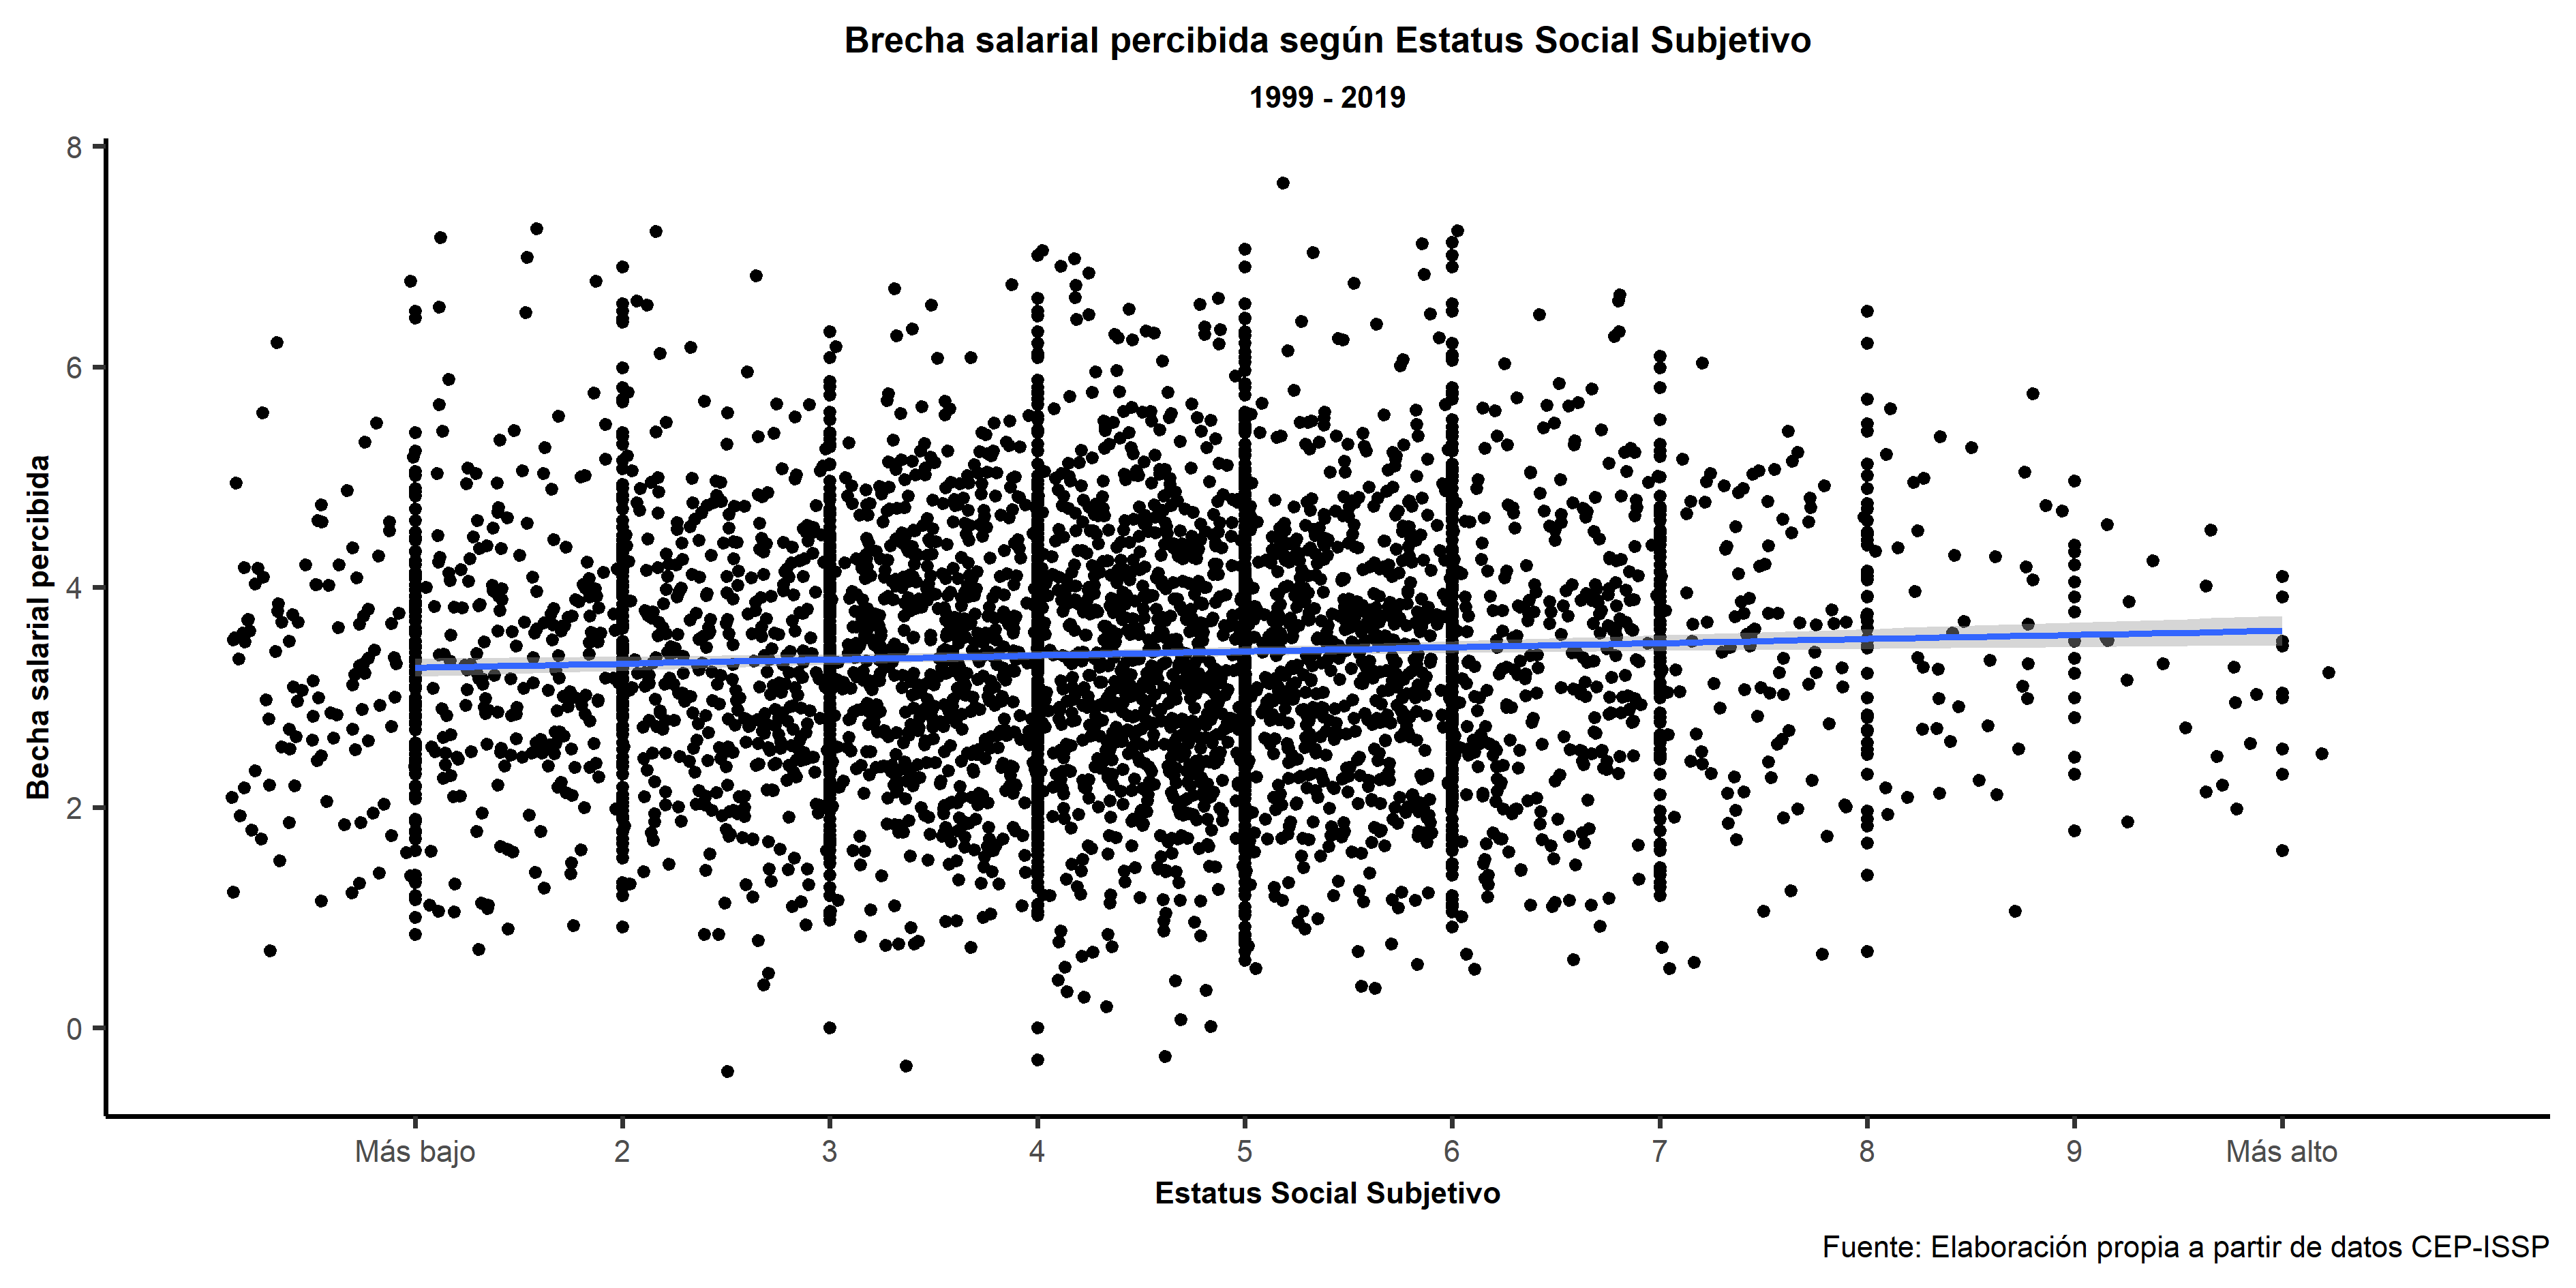 Brecha salarial percibida según Estatus Social Subjetivo
1999 - 2019
Becha salarial percibida
8
6
4
2
0
Más bajo 2 3 4 5 6 7 8 9 Más alto
Estatus Social Subjetivo
Fuente: Elaboración propia a partir de datos CEP-ISSP